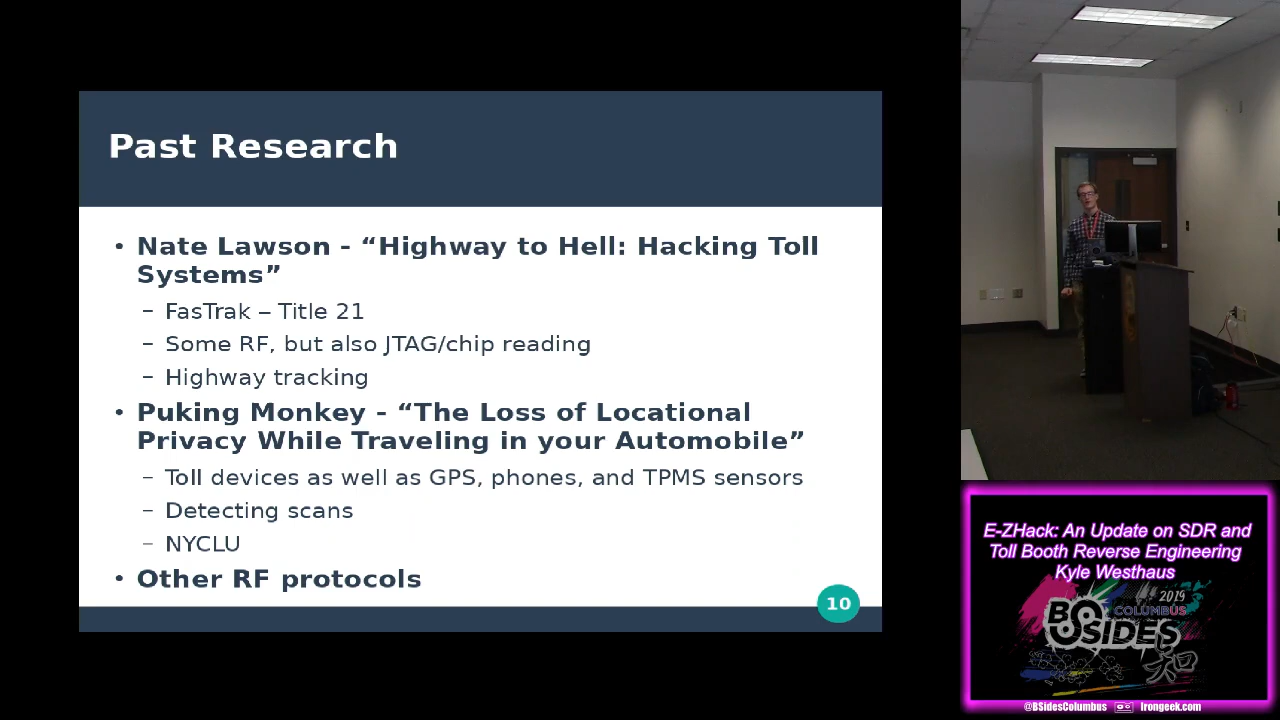 Past Research
• Nate Lawson - “Highway to Hell: Hacking Toll
Systems”
– FasTrak – Title 21
– Some RF, but also JTAG/chip reading
– Highway tracking
• Puking Monkey - “The Loss of Locational
Privacy While Traveling in your Automobile”
– Toll devices as well as GPS, phones, and TPMS sensors
– Detecting scans
– NYCLU
• Other RF protocols
10
E-ZHack: An Update on SDR and
Toll Booth Reverse Engineering
Kyle Westhaus
2019
COLUMBUS
BSIDES
@BSidesColumbus irongeek.com